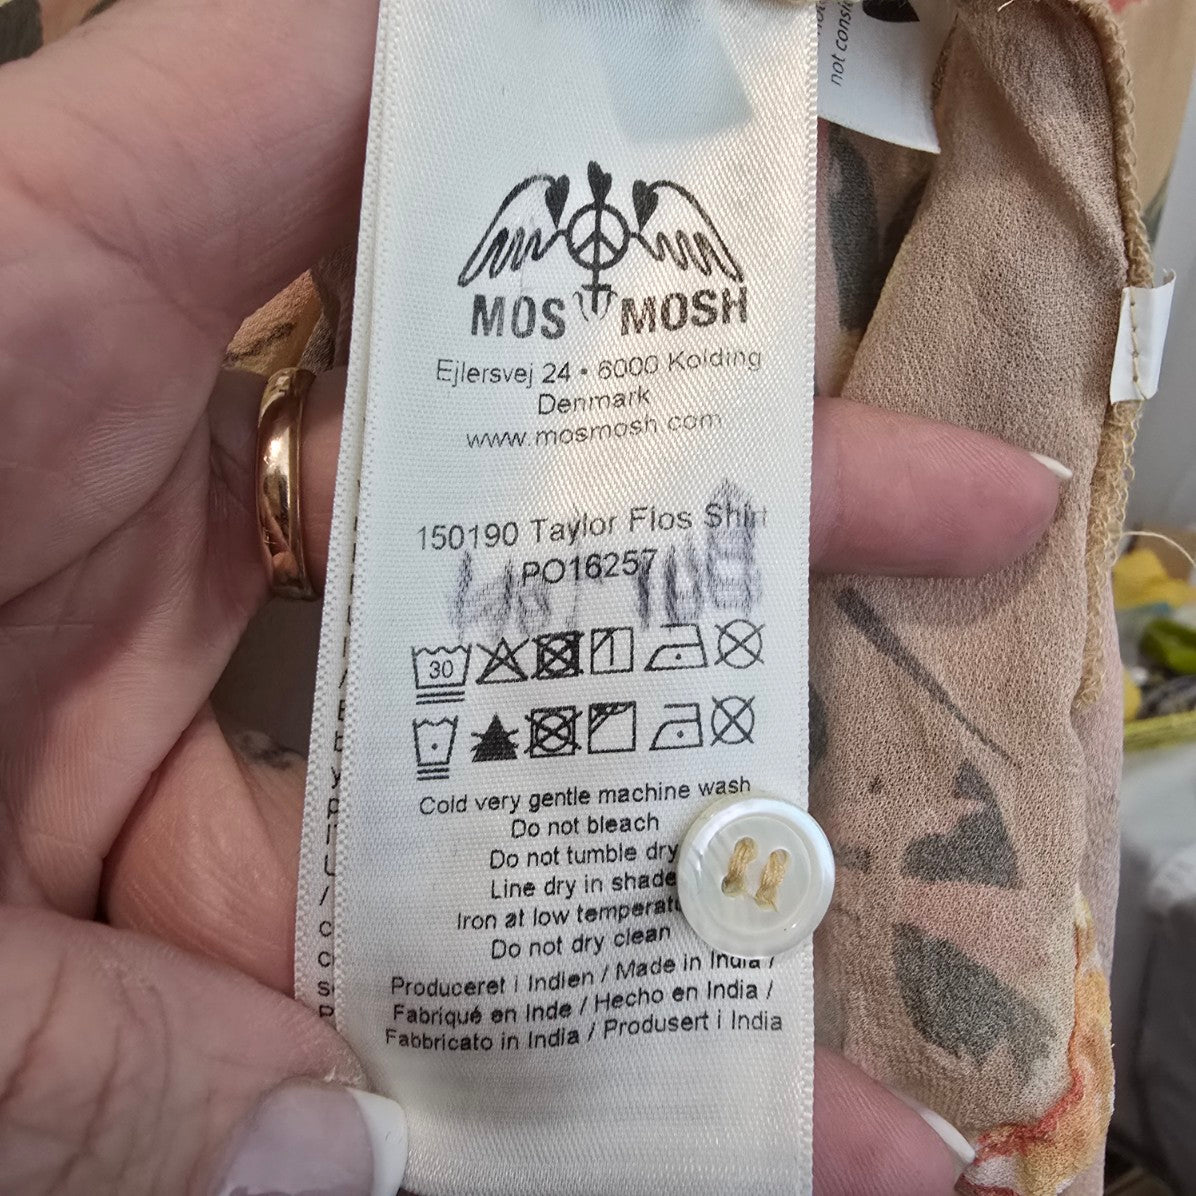 not consi
MOS MOSH
Ejlersvej 24 • 6000 Kolding
Denmark
www.mosmosh.com
150190 Taylor Flos Shirt
PO16257
30
Cold very gentle machine wash
Do not bleach
Do not tumble dry
Line dry in shade
Iron at low temperatu
Do not dry clean
Produceret i Indien / Made in India /
Fabriqué en Inde / Hecho en India /
Fabbricato in India / Produsert i India